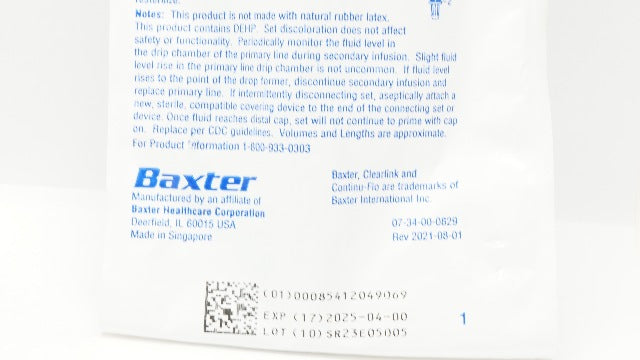 Notes: This product is not made with natural rubber latex.
This product contains DEHP. Set discoloration does not affect
safety or functionality. Periodically monitor the fluid level in
the drip chamber of the primary line during secondary infusion. Slight fluid
level rise in the primary line drip chamber is not uncommon. If fluid level
rises to the point of the drop former, discontinue secondary infusion and
replace primary line. If intermittently disconnecting set, aseptically attach a
new, sterile, compatible covering device to the end of the connecting set or
device. Once fluid reaches distal cap, set will not continue to prime with cap
on. Replace per CDC guidelines. Volumes and Lengths are approximate.
For Product Information 1-800-933-0303
Baxter
Manufactured by an affiliate of
Baxter Healthcare Corporation
Deerfield, IL 60015 USA
Made in Singapore
Baxter, Clearlink and
Continu-Flo are trademarks of
Baxter International Inc.
07-34-00-0629
Rev 2021-08-01
(01)00085412049069
EXP (17)2025-04-00
LOT (10)SR23E05005
1